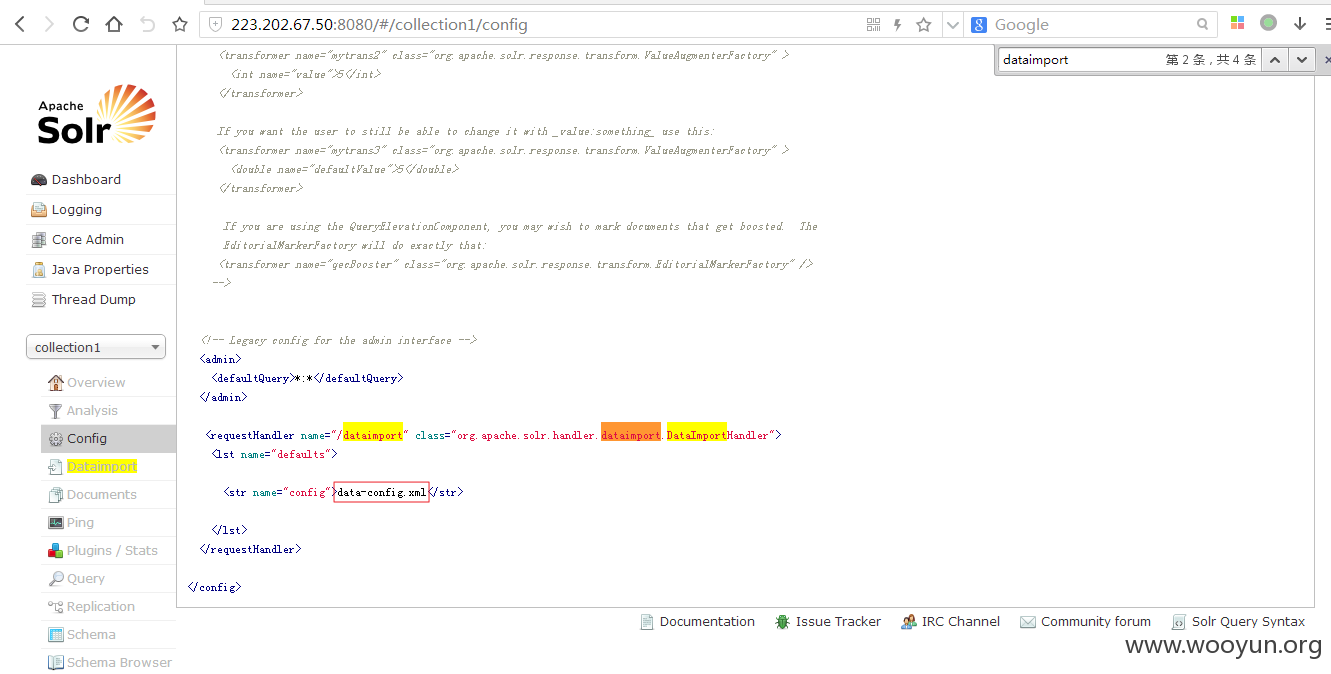 223.202.67.50:8080/#/collection1/config
Google
dataimport
第 2 条 , 共 4 条
Apache
Solr
Dashboard
Logging
Core Admin
Java Properties
Thread Dump
collection1
Overview
Analysis
Config
Dataimport
Documents
Ping
Plugins / Stats
Query
Replication
Schema
Schema Browser
<transformer name="mytrans2" class="org.apache.solr.response.transform.ValueAugmenterFactory" >
<int name="value">5</int>
</transformer>
If you want the user to still be able to change it with _value:something_ use this:
<transformer name="mytrans3" class="org.apache.solr.response.transform.ValueAugmenterFactory" >
<double name="defaultValue">5</double>
</transformer>
If you are using the QueryElevationComponent, you may wish to mark documents that get boosted.  The
EditorialMarkerFactory will do exactly that:
<transformer name="qecBooster" class="org.apache.solr.response.transform.EditorialMarkerFactory" />
-->
<!-- Legacy config for the admin interface -->
<admin>
<defaultQuery>*:*</defaultQuery>
</admin>
<requestHandler name="/dataimport" class="org.apache.solr.handler.dataimport.DataImportHandler">
<lst name="defaults">
<str name="config">data-config.xml</str>
</lst>
</requestHandler>
</config>
Documentation
Issue Tracker
IRC Channel
Community forum
Solr Query Syntax
www.wooyun.org